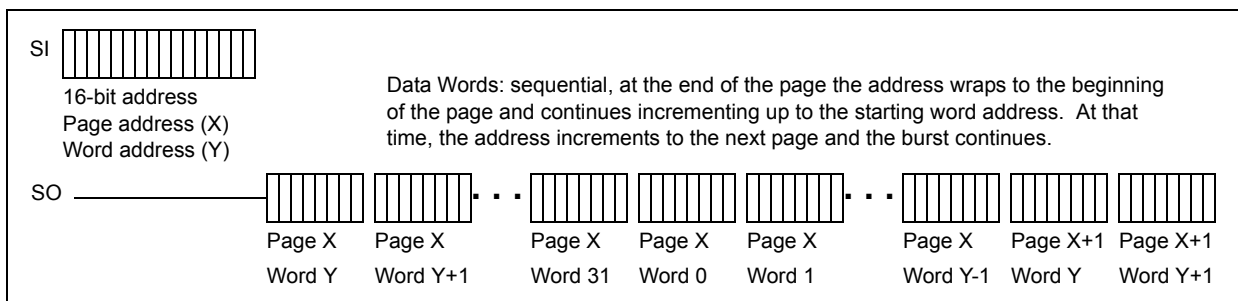 SI
16-bit address
Page address (X)
Word address (Y)
Data Words: sequential, at the end of the page the address wraps to the beginning
of the page and continues incrementing up to the starting word address. At that
time, the address increments to the next page and the burst continues.
SO
. . . . . .
Page X Page X Page X Page X Page X Page X Page X+1 Page X+1
Word Y Word Y+1 Word 31 Word 0 Word 1 Word Y-1 Word Y Word Y+1